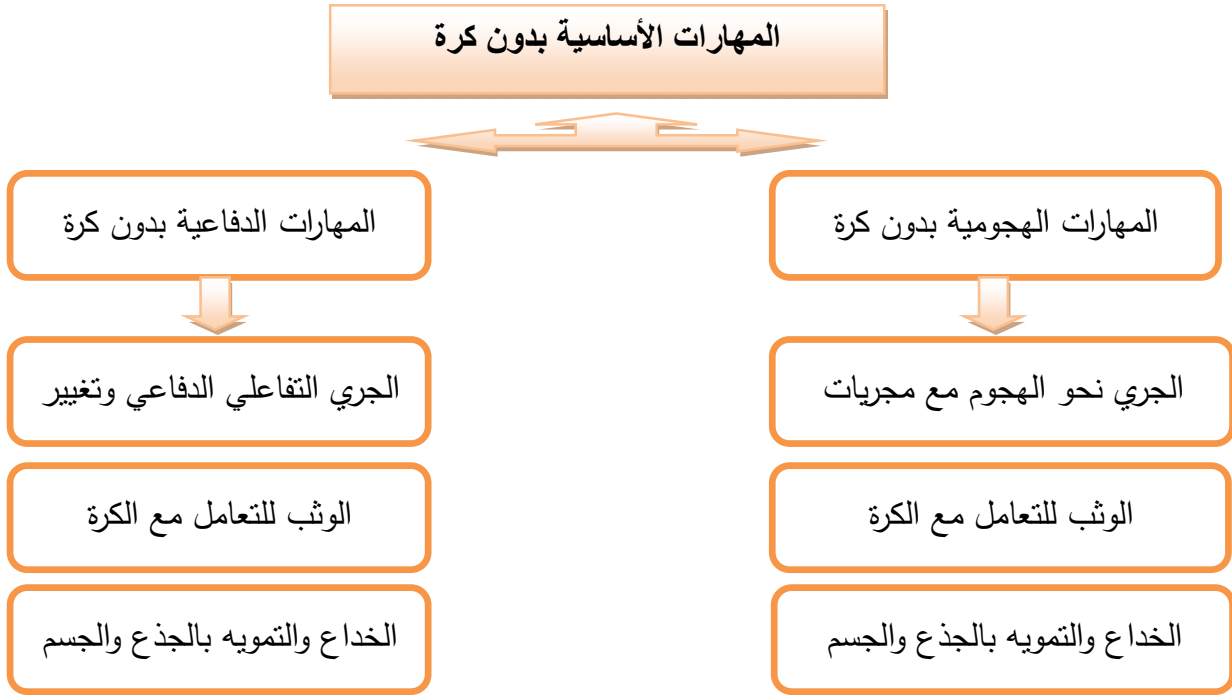 المهارات الأساسية بدون كرة
المهارات الهجومية بدون كرة
المهارات الدفاعية بدون كرة
الجري نحو الهجوم مع مجريات
الجري التفاعلي الدفاعي وتغيير
الوثب للتعامل مع الكرة
الوثب للتعامل مع الكرة
الخداع والتمويه بالجذع والجسم
الخداع والتمويه بالجذع والجسم